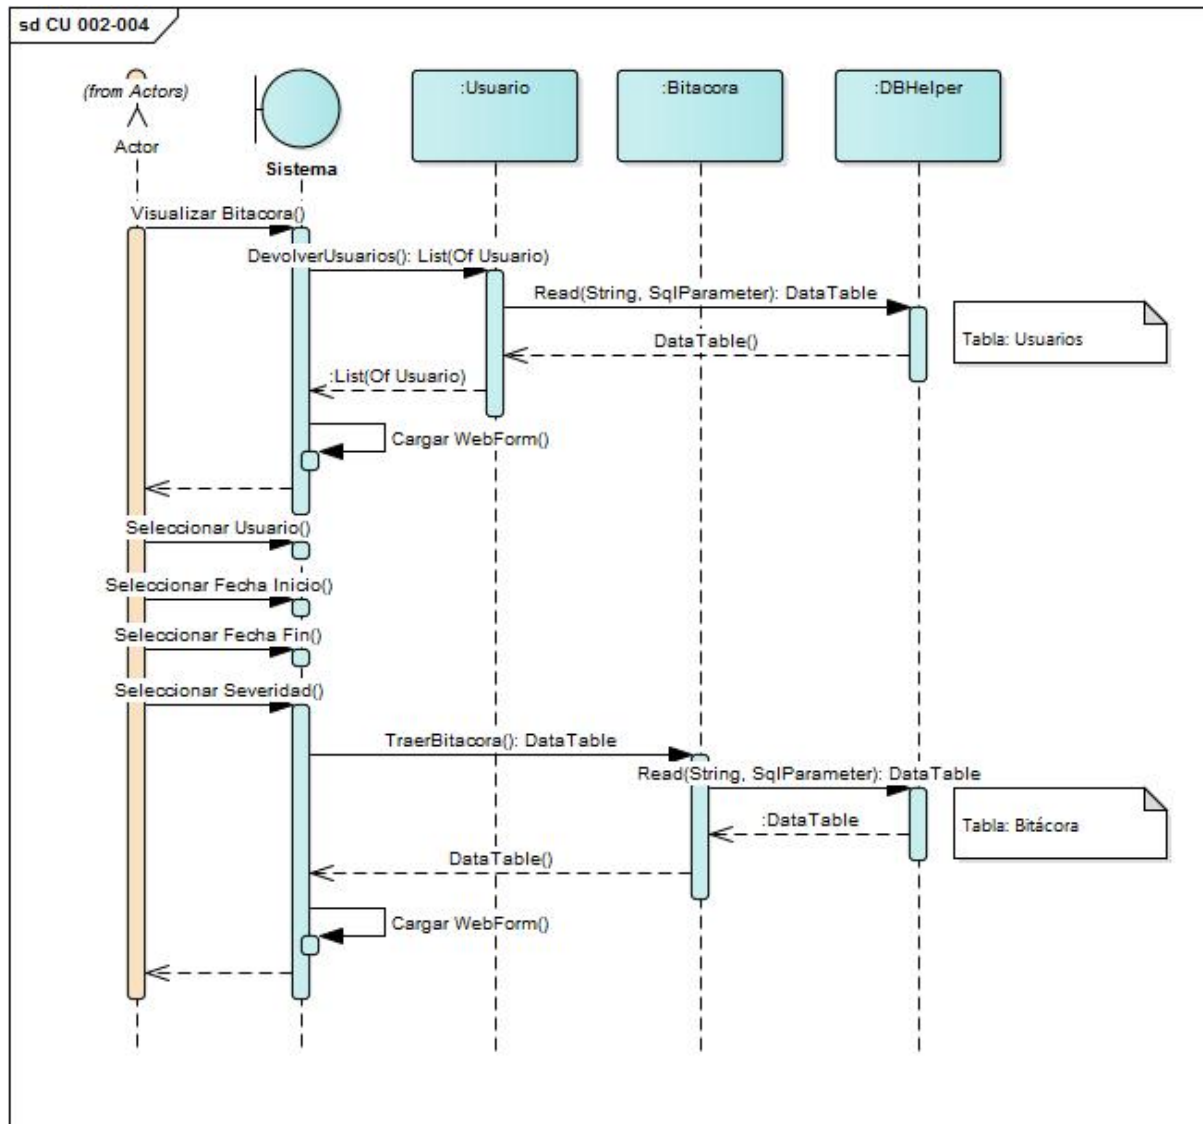 sd CU 002-004
(from Actors)
Actor
Sistema
:Usuario
:Bitacora
:DBHelper
Visualizar Bitacora()
DevolverUsuarios(): List(Of Usuario)
Read(String, SqlParameter): DataTable
Tabla: Usuarios
DataTable()
:List(Of Usuario)
Cargar WebForm()
Seleccionar Usuario()
Seleccionar Fecha Inicio()
Seleccionar Fecha Fin()
Seleccionar Severidad()
TraerBitacora(): DataTable
Read(String, SqlParameter): DataTable
:DataTable
Tabla: Bitácora
DataTable()
Cargar WebForm()